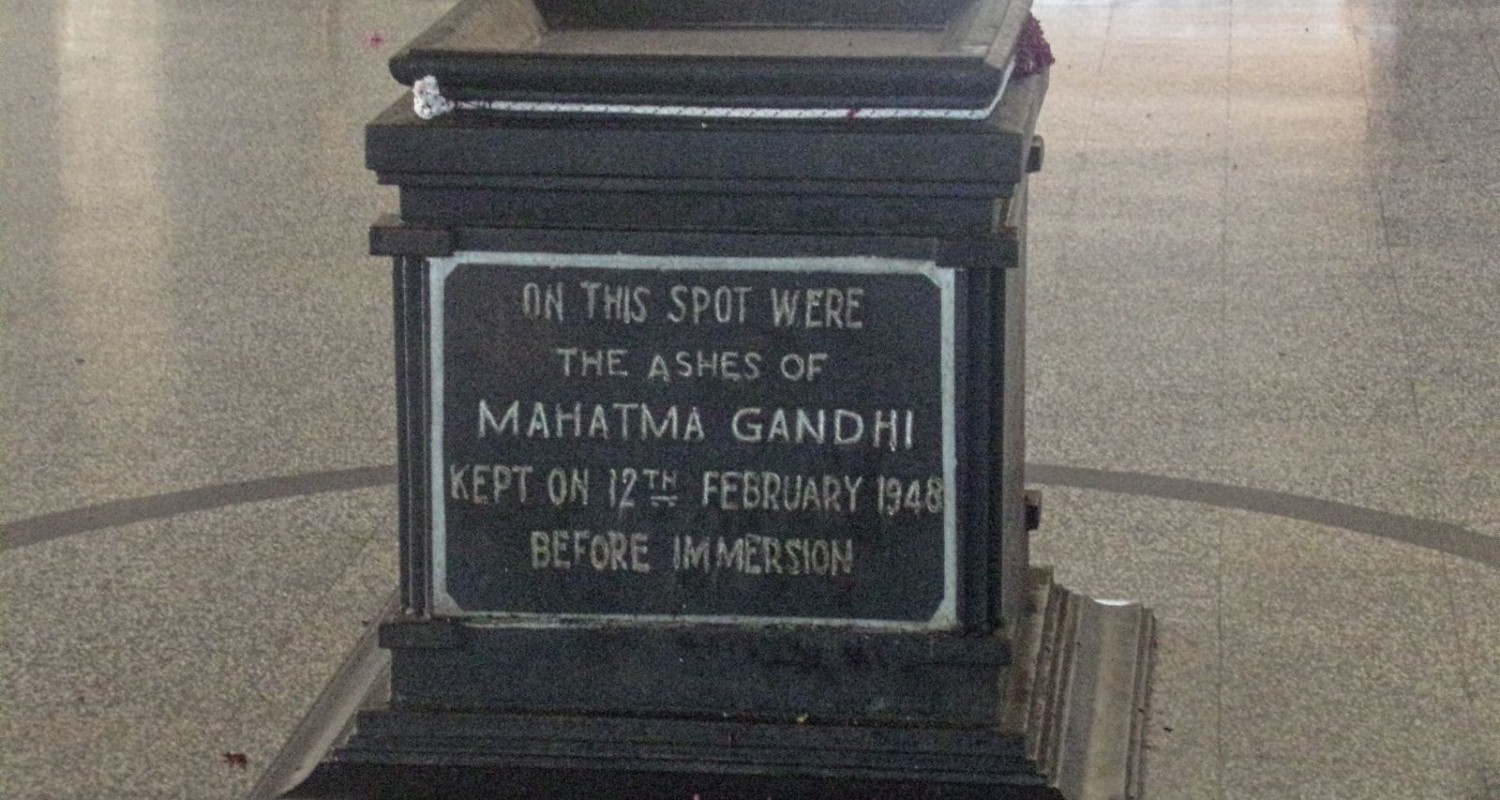 ON THIS SPOT WERE
THE ASHES OF
MAHATMA GANDHI
KEPT ON 12TH FEBRUARY 1948
BEFORE IMMERSION